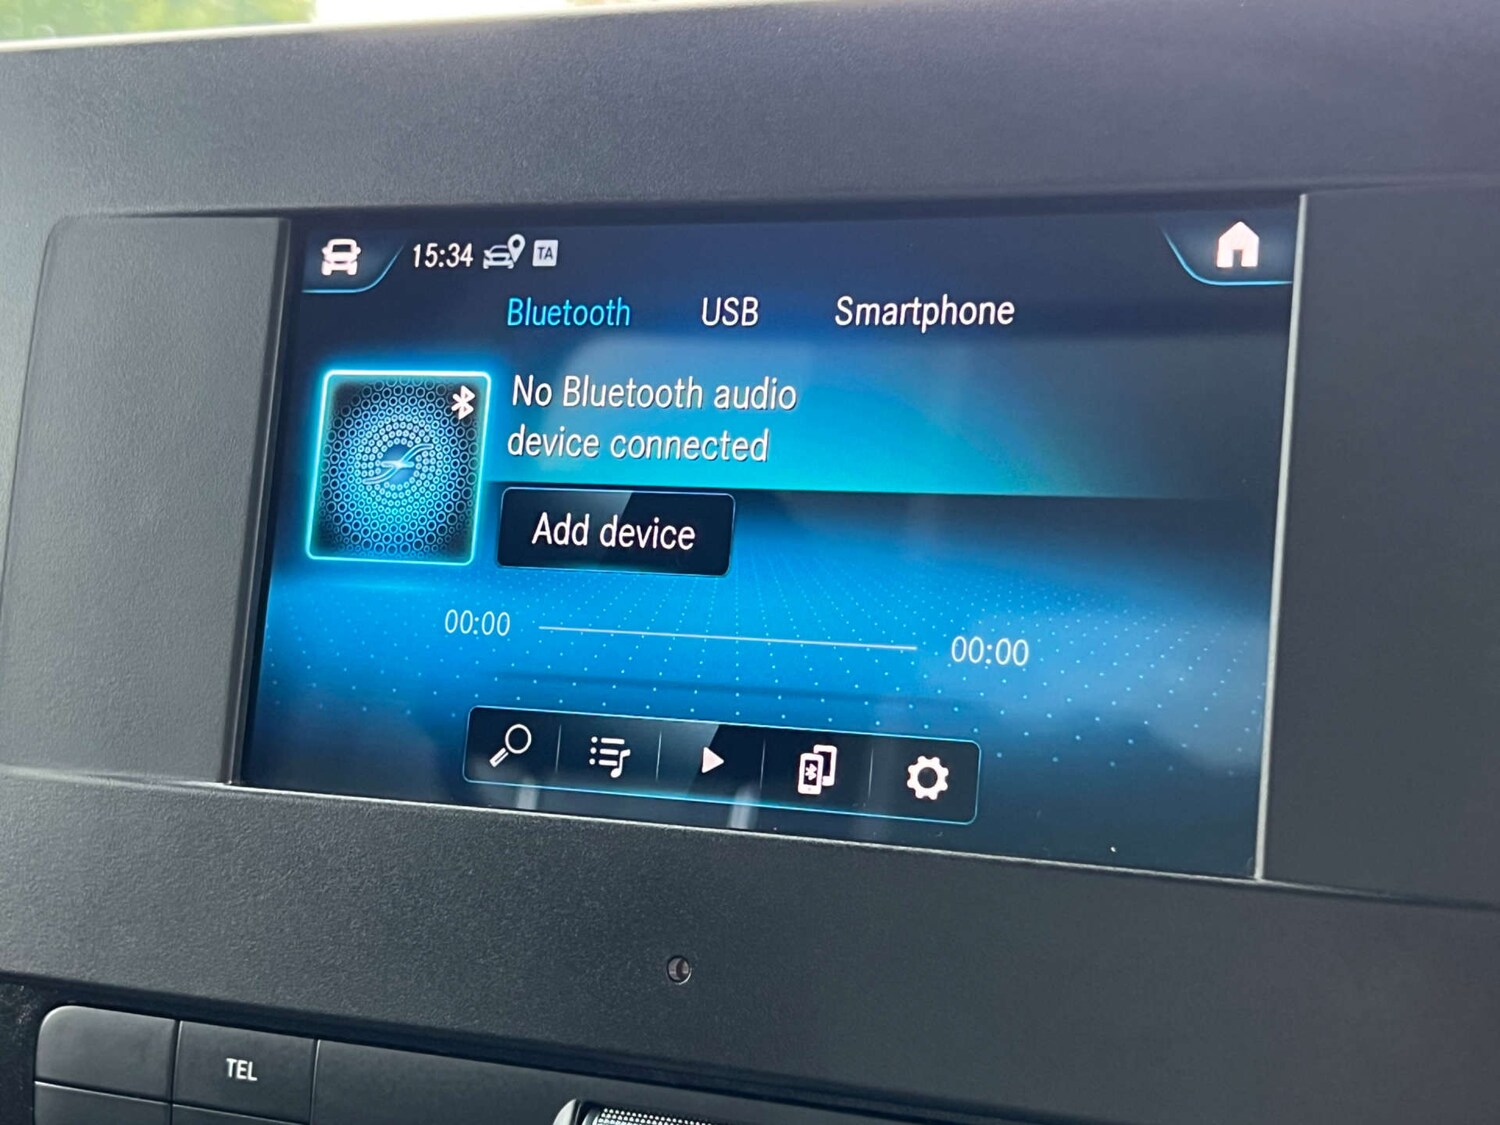 15:34 TA
Bluetooth USB Smartphone
No Bluetooth audio
device connected
Add device
00:00 00:00
TEL